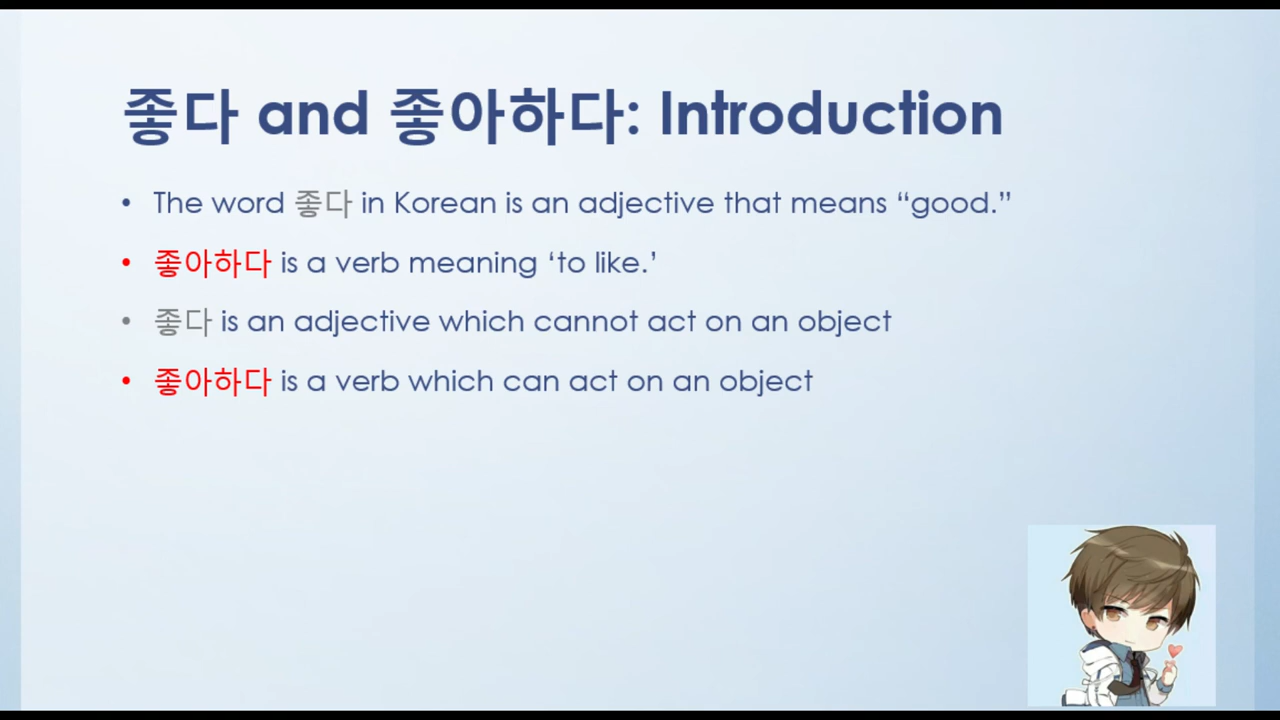 좋다 and 좋아하다: Introduction
• The word 좋다 in Korean is an adjective that means “good.”
• 좋아하다 is a verb meaning ‘to like.’
• 좋다 is an adjective which cannot act on an object
• 좋아하다 is a verb which can act on an object